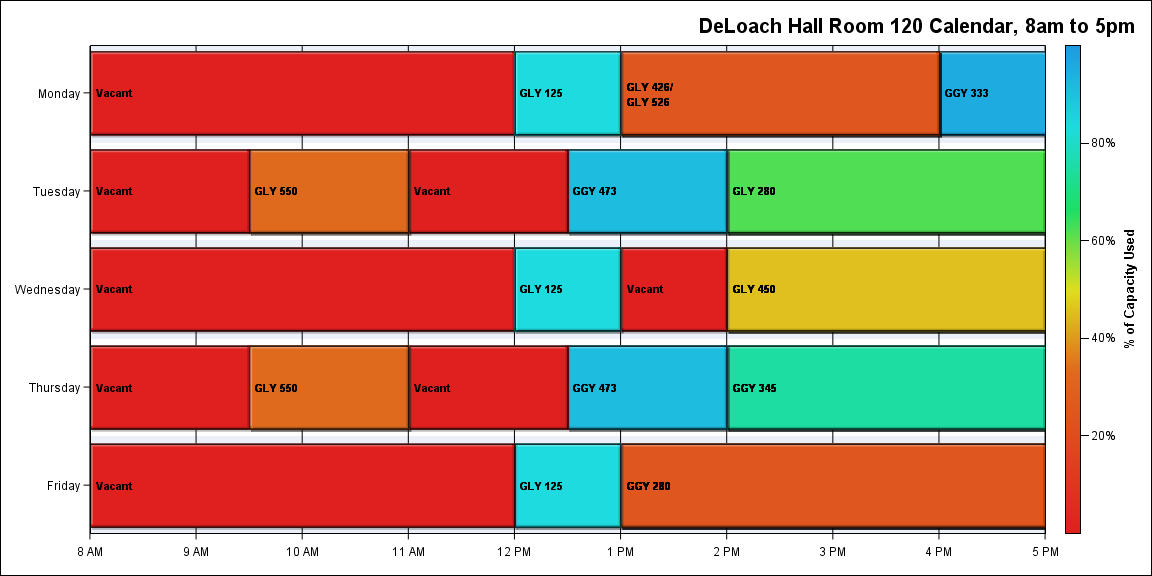 DeLoach Hall Room 120 Calendar, 8am to 5pm
Monday
Vacant
GLY 125
GLY 426/
GLY 526
GGY 333
Tuesday
Vacant
GLY 550
Vacant
GGY 473
GLY 280
Wednesday
Vacant
GLY 125
Vacant
GLY 450
Thursday
Vacant
GLY 550
Vacant
GGY 473
GGY 345
Friday
Vacant
GLY 125
GGY 280
8 AM
9 AM
10 AM
11 AM
12 PM
1 PM
2 PM
3 PM
4 PM
5 PM
80%
60%
40%
20%
% of Capacity Used